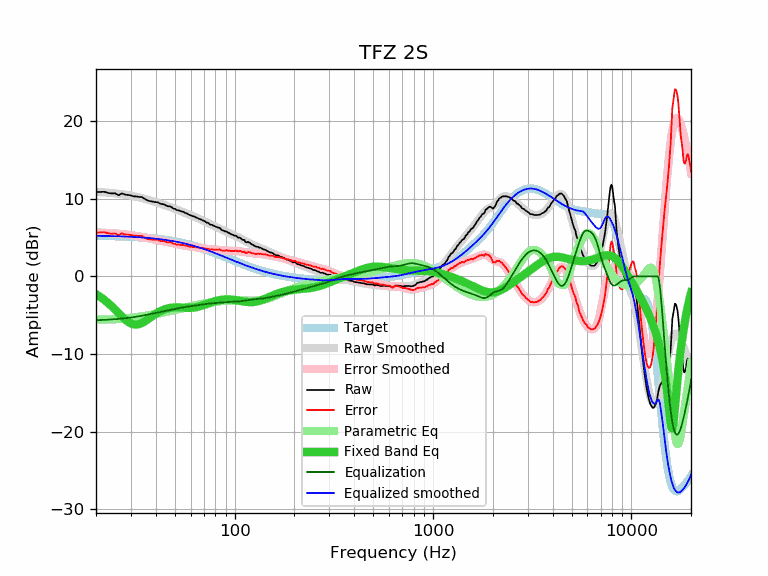 TFZ 2S
20
10
0
−10
−20
−30
Amplitude (dBr)
Target
Raw Smoothed
Error Smoothed
Raw
Error
Parametric Eq
Fixed Band Eq
Equalization
Equalized smoothed
100
1000
10000
Frequency (Hz)